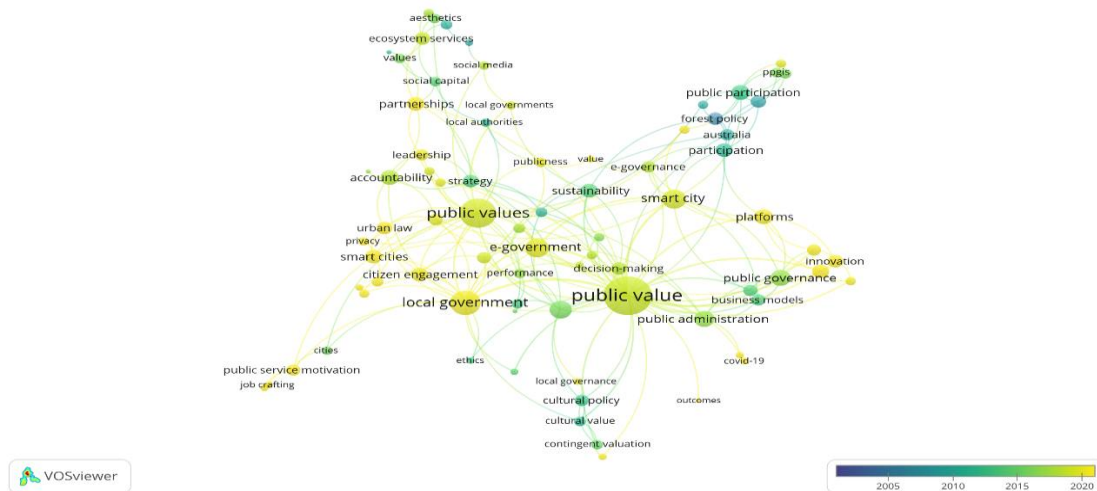 aesthetics
ecosystem services
values
social media
ppgis
social capital
public participation
partnerships
local governments
forest policy
local authorities
australia
participation
leadership
publicness
value
e-governance
accountability
strategy
sustainability
smart city
public values
platforms
urban law
privacy
e-government
smart cities
innovation
citizen engagement
performance
decision-making
public governance
public value
local government
business models
public administration
cities
ethics
covid-19
public service motivation
job crafting
local governance
cultural policy
outcomes
cultural value
contingent valuation
VOSviewer
2005 2010 2015 2020